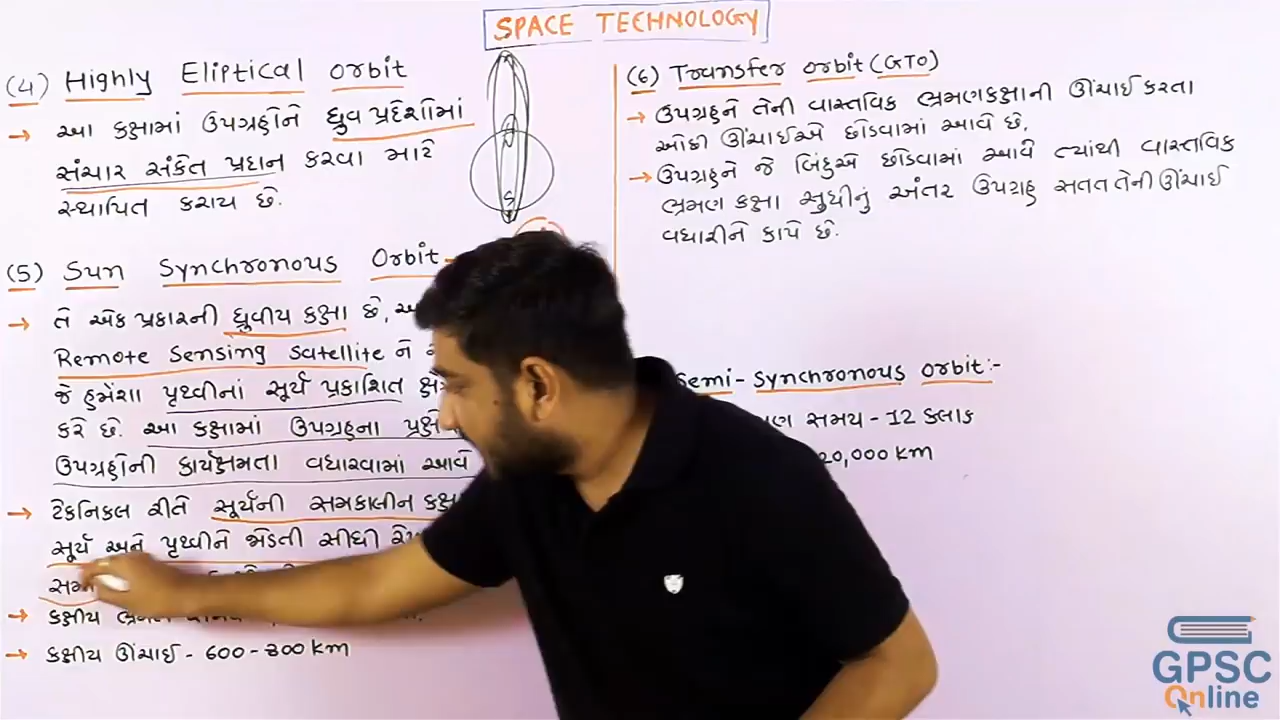 SPACE TECHNOLOGY
(4) Highly Eliptical Orbit
→ આ કક્ષામાં ઉપગ્રહોને ધ્રુવ પ્રદેશોમાં
સંચાર સંકેત પ્રદાન કરવા માટે
સ્થાપિત કરાય છે.
(5) Sun Synchronous Orbit
→ તે એક પ્રકારની ધ્રુવીય કક્ષા છે,
Remote Sensing Satellite ને
જે હંમેશા પૃથ્વીનાં સૂર્ય પ્રકાશિત
કરે છે. આ કક્ષામાં ઉપગ્રહના
ઉપગ્રહોની કાર્યક્ષમતા વધારવામાં આવે
→ ટેકનિકલ રીતે સૂર્યની સમકાલીન
સૂર્ય અને પૃથ્વીને જોડતી સીધી
→ કક્ષીય
→ કક્ષીય ઊંચાઈ - 600-800 km
(6) Transfer Orbit (GTO)
→ ઉપગ્રહને તેની વાસ્તવિક ભ્રમણકક્ષાની ઊંચાઈ કરતા
ઓછી ઊંચાઈએ છોડવામાં આવે છે,
→ ઉપગ્રહને જે બિંદુએ છોડવામાં આવે ત્યાંથી વાસ્તવિક
ભ્રમણ કક્ષા સુધીનું અંતર ઉપગ્રહ સતત તેની ઊંચાઈ
વધારીને કાપે છે.
Semi-Synchronous Orbit:-
સમય - 12 કલાક
20,000 km
GPSC
Online